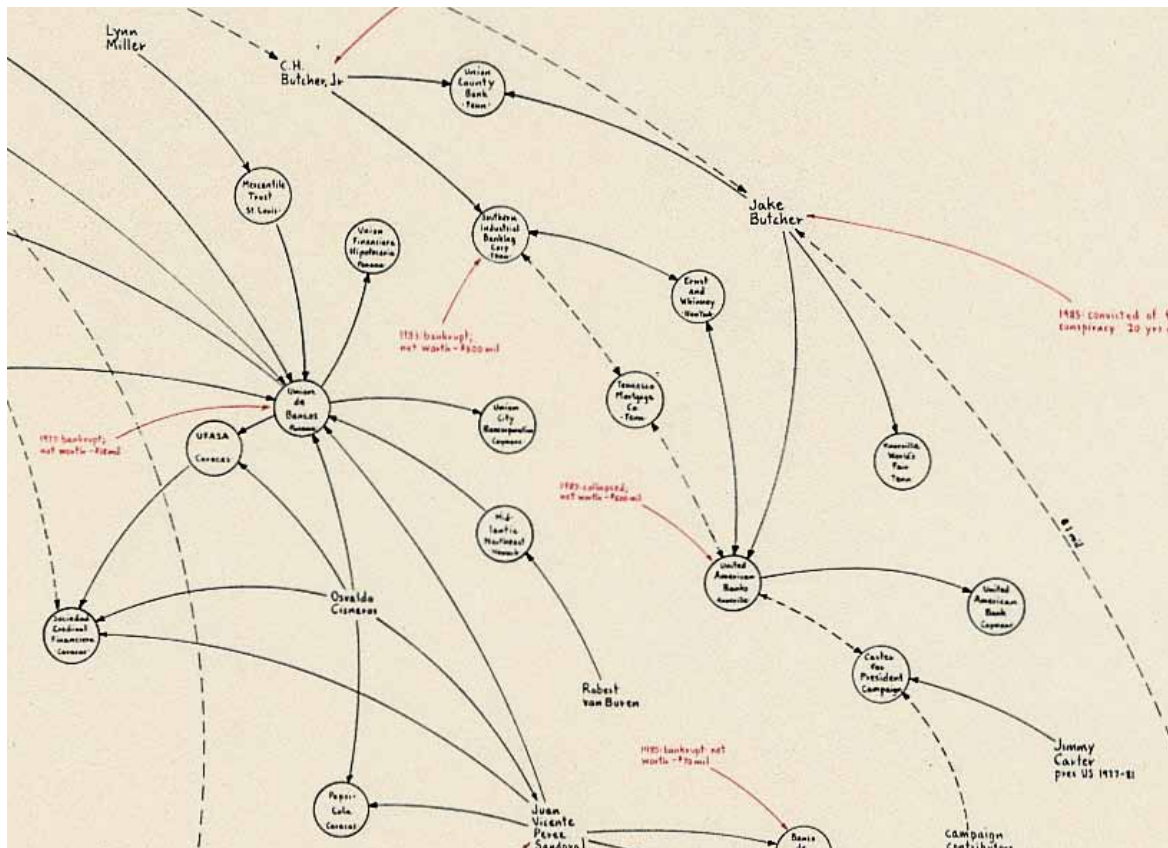 Lynn
Miller
C.H.
Butcher, Jr
Union
County
Bank
·Tenn·
Mercantile
Trust
St. Louis·
Union
Financiera
Hipotecaria
Panama
Southern
Industrial
Banking
Corp
·Tenn·
Jake
Butcher
Ernst
and
Whinney
·New York
1985· convicted of
conspiracy 20 yrs
bankrupt;
net worth -
Tennessee
Mortgage
Co.
·Tenn·
Union
de
Bancos
Panama
Union
City
Caymans
bankrupt;
net worth -
UFASA
Caracas
Knoxville
World's
Fair
Tenn
collapsed;
net worth -
Mid-
lantic
Northeast
Newark
mil
United
American
Banks
Knoxville
United
American
Bank
Caymans
Osvaldo
Cisneros
Sociedad
Financiera
Caracas·
Carter
For
President
Campaign
Robert
van Buren
Jimmy
Carter
pres US 1977-81
bankrupt· net
worth -
Pepsi-
Cola
Caracas
Juan
Vicente
Perez
Sandoval
Banco
de
campaign
contributors